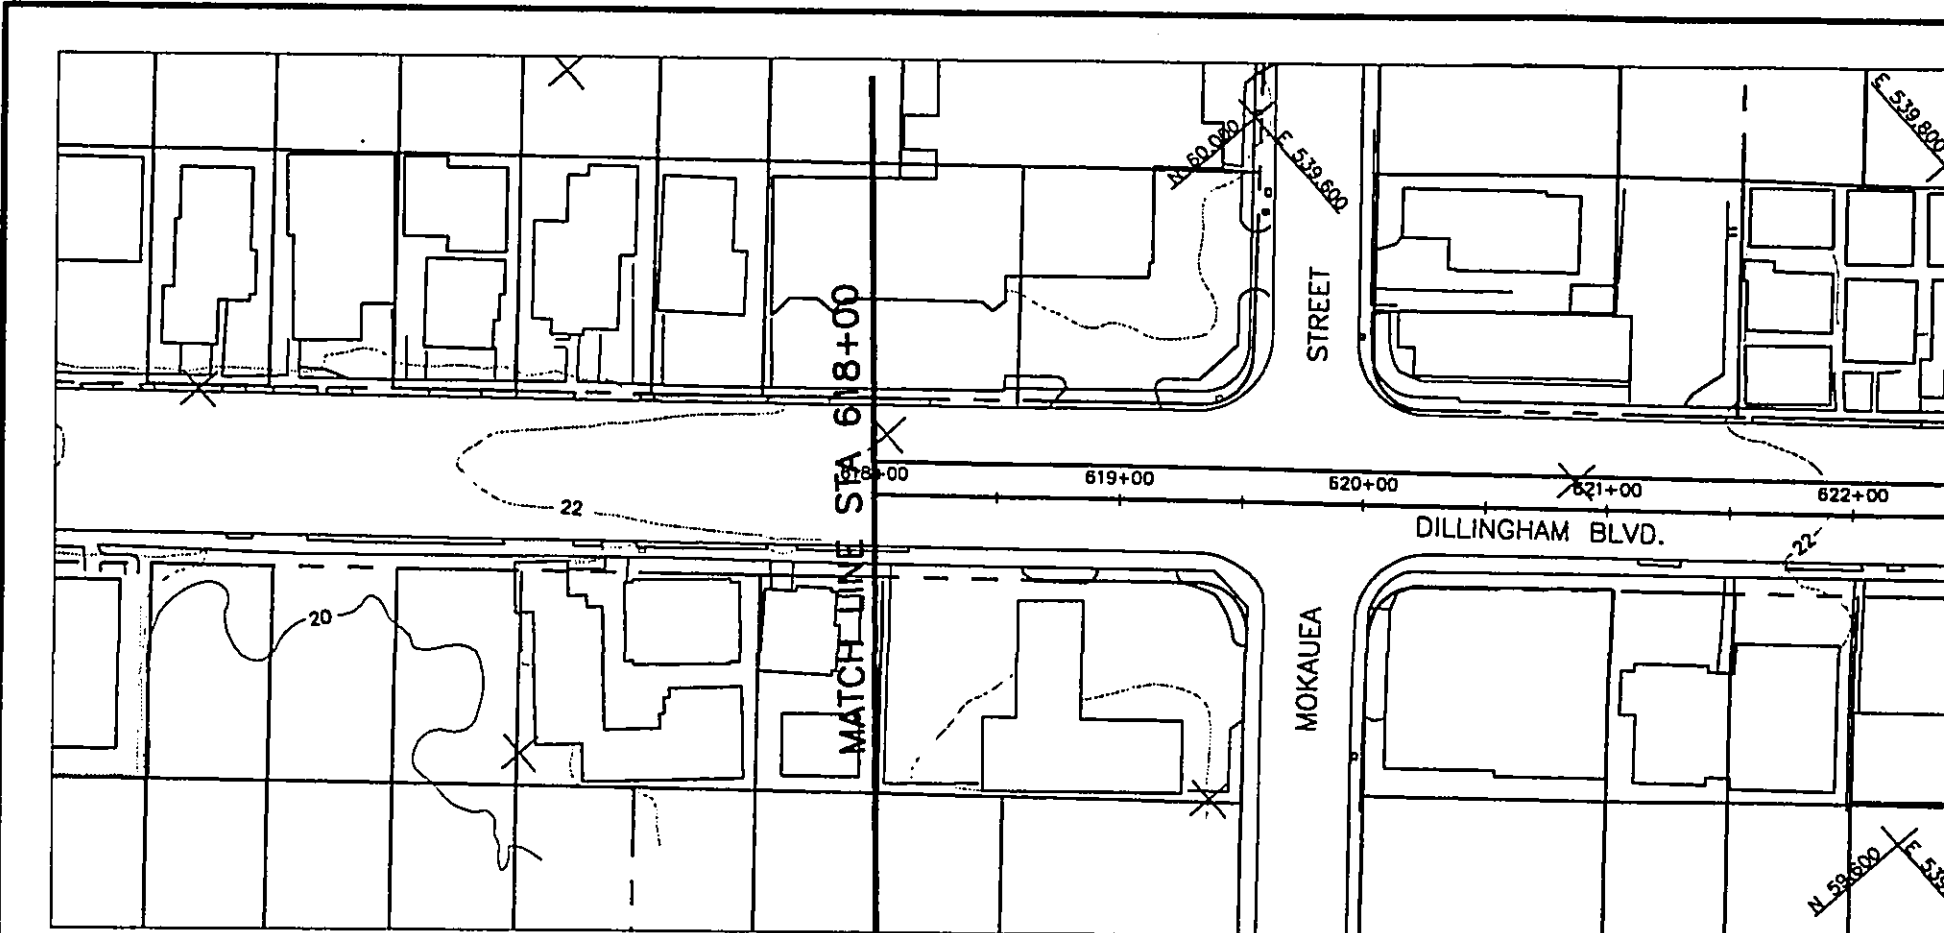 E 539,800
N 60,000
E 539,600
STREET
MATCH LINE STA 618+00
618+00
619+00
620+00
621+00
622+00
22
DILLINGHAM BLVD.
22
20
MOKAUEA
N 59,600
E 539